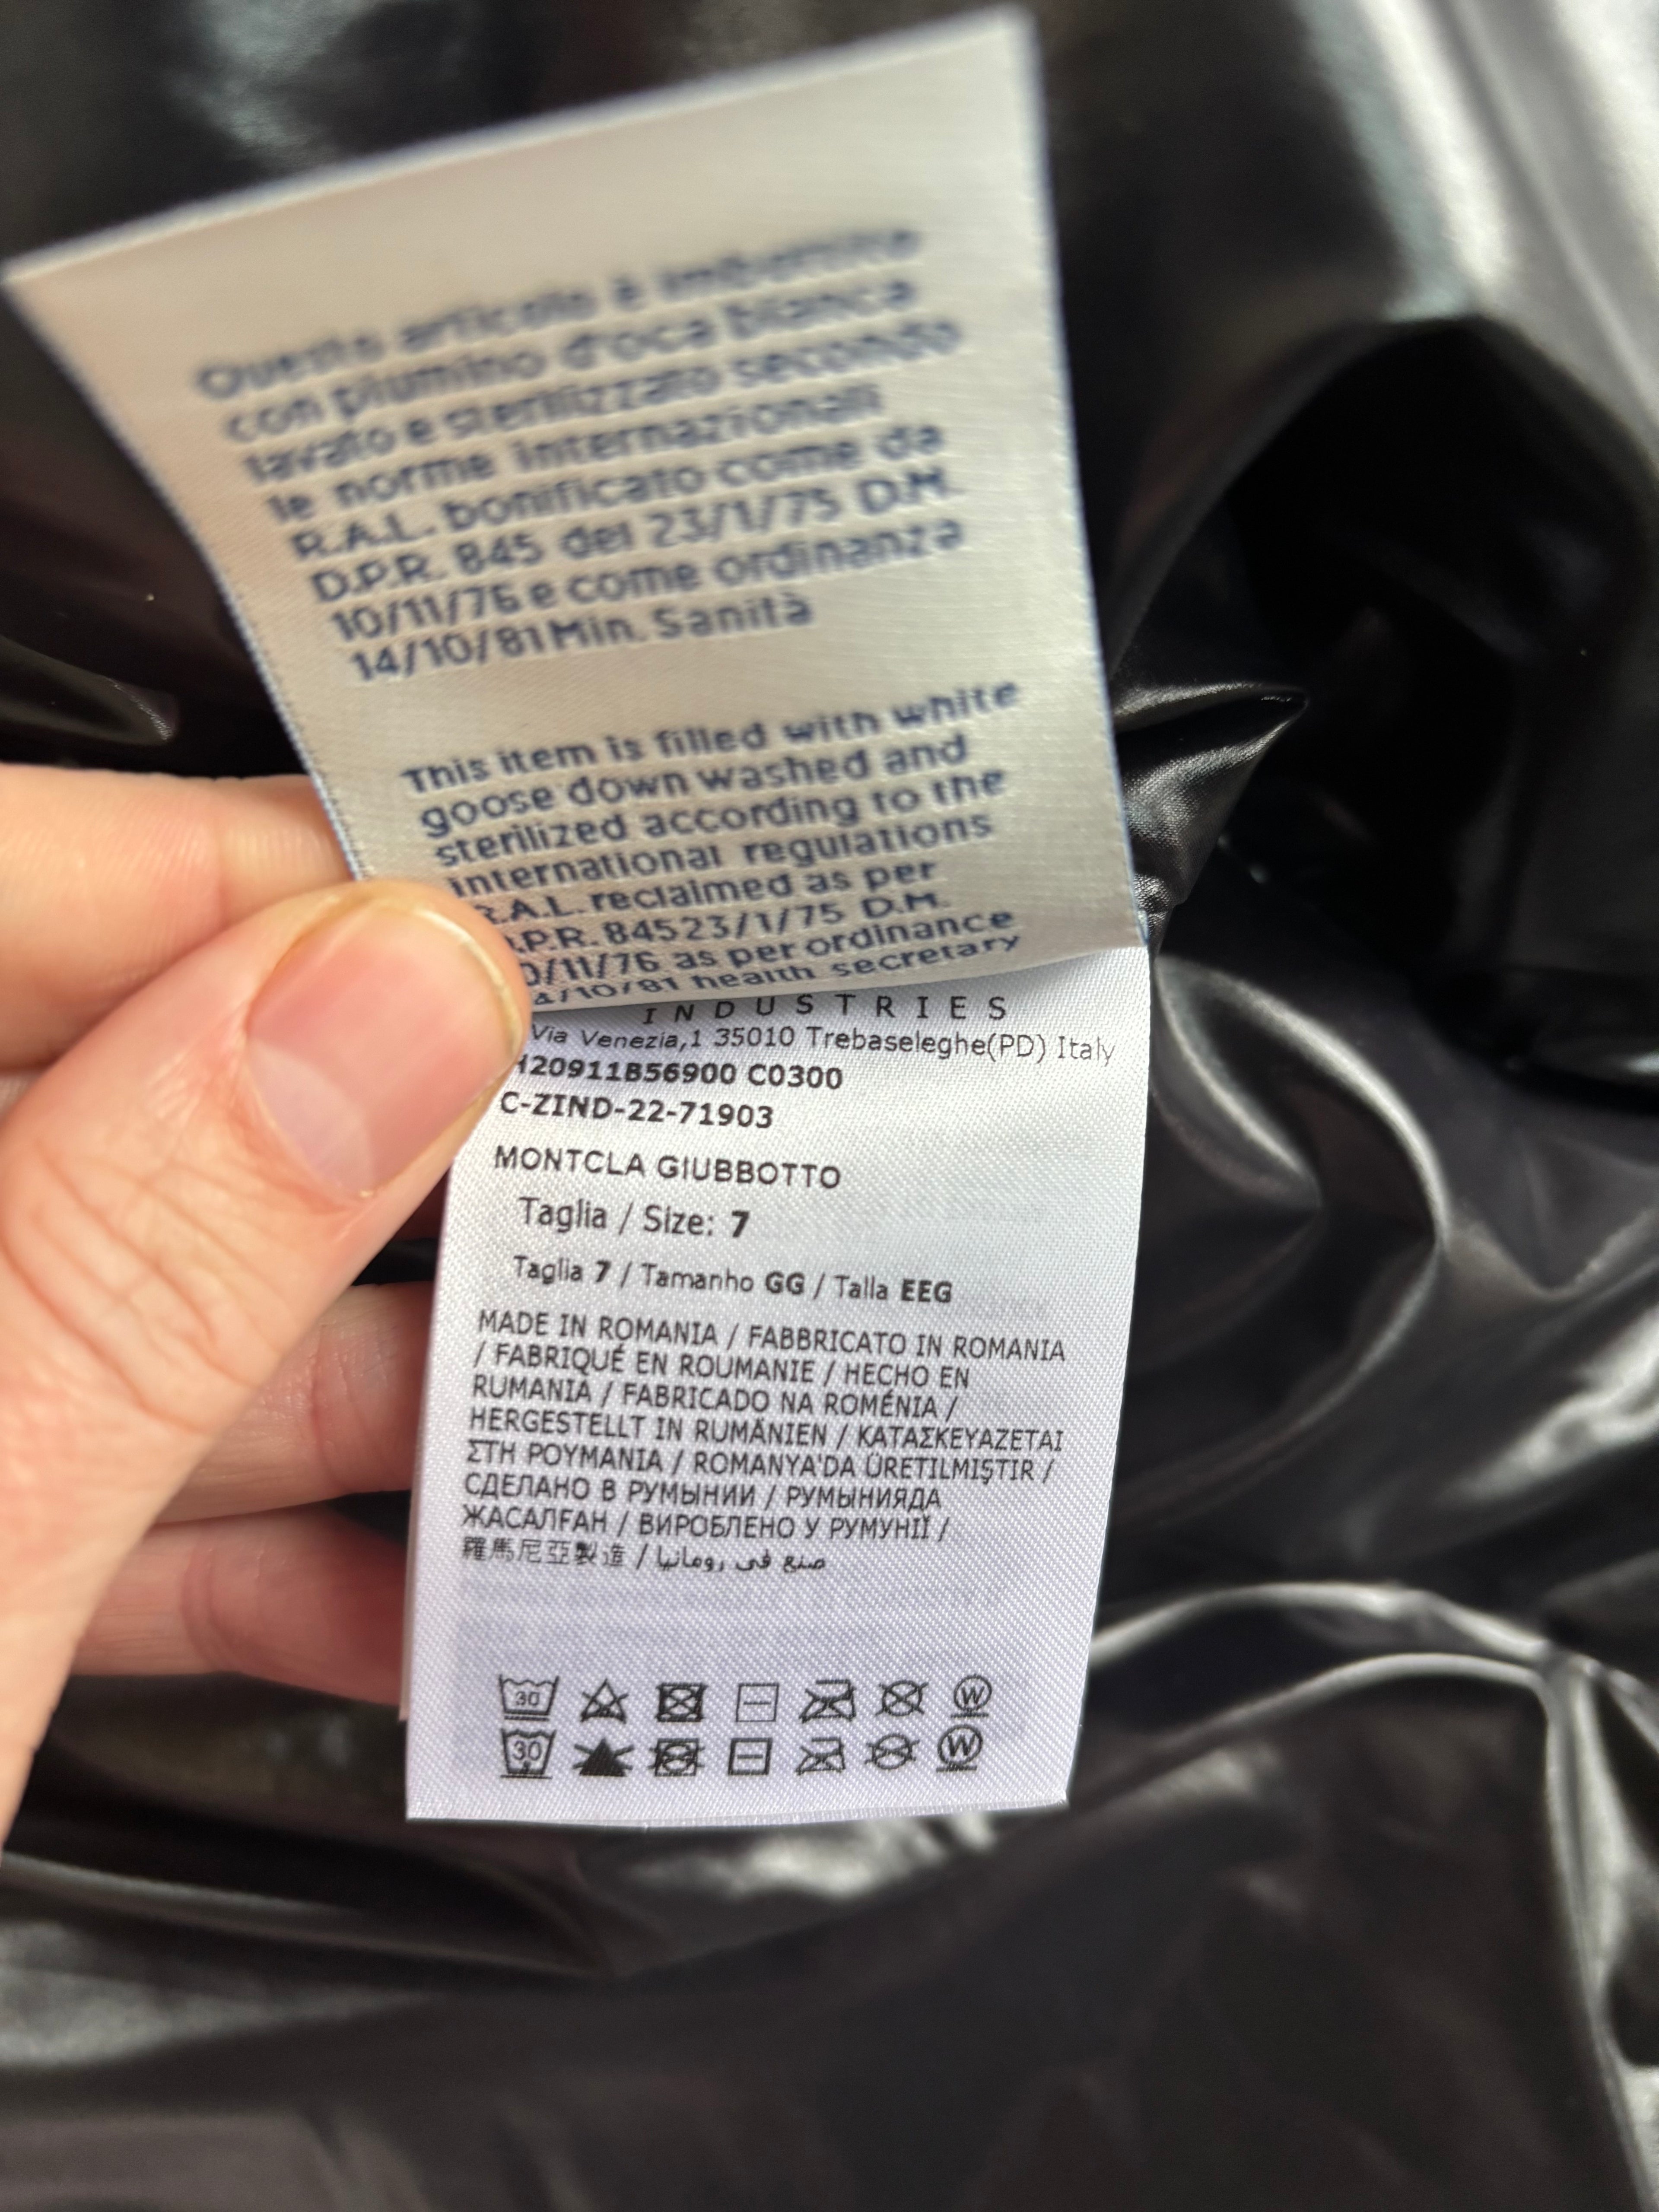 Questo articolo è imbottito
con piumino d'oca bianca
lavato e sterilizzato secondo
le norme internazionali
R.A.L. bonificato come da
D.P.R. 845 del 23/1/75 D.M.
10/11/76 e come ordinanza
14/10/81 Min. Sanità
This item is filled with white
goose down washed and
sterilized according to the
international regulations
R.A.L. reclaimed as per
.P.R. 84523/1/75 D.M.
0/11/76 as per ordinance
4/10/81 health secretary
INDUSTRIES
Via Venezia,1 35010 Trebaseleghe(PD) Italy
H20911B56900 C0300
C-ZIND-22-71903
MONTCLA GIUBBOTTO
Taglia / Size: 7
Taglia 7 / Tamanho GG / Talla EEG
MADE IN ROMANIA / FABBRICATO IN ROMANIA
/ FABRIQUÉ EN ROUMANIE / HECHO EN
RUMANIA / FABRICADO NA ROMÉNIA /
HERGESTELLT IN RUMÄNIEN / ΚΑΤΑΣΚΕΥΑΖΕΤΑΙ
ΣΤΗ ΡΟΥΜΑΝΙΑ / ROMANYA'DA ÜRETILMIŞTIR /
СДЕЛАНО В РУМЫНИИ / РУМЫНИЯДА
ЖАСАЛҒАН / ВИРОБЛЕНО У РУМУНІЇ /
羅馬尼亞製造 / صنع في رومانيا
30 W
30 W